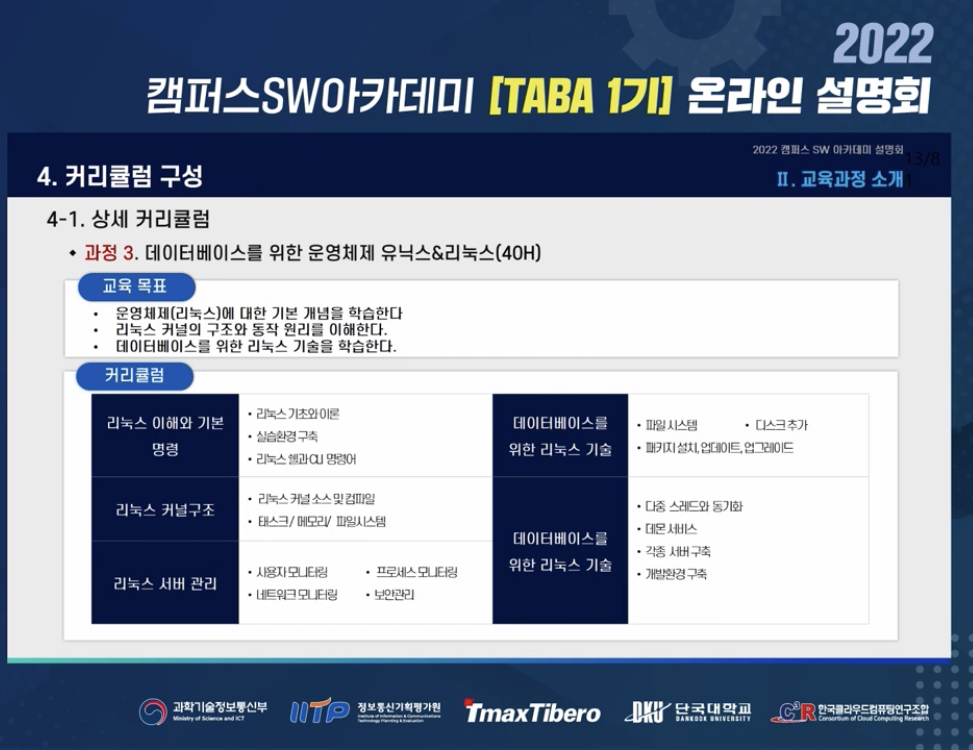 2022
캠퍼스SW아카데미 [TABA 1기] 온라인 설명회
2022 캠퍼스 SW 아카데미 설명회
13/8
4. 커리큘럼 구성
Ⅱ. 교육과정 소개
4-1. 상세 커리큘럼
◆ 과정 3. 데이터베이스를 위한 운영체제 유닉스&리눅스(40H)
교육 목표
• 운영체제(리눅스)에 대한 기본 개념을 학습한다
• 리눅스 커널의 구조와 동작 원리를 이해한다.
• 데이터베이스를 위한 리눅스 기술을 학습한다.
커리큘럼
리눅스 이해와 기본
명령
• 리눅스 기초와 이론
• 실습환경 구축
• 리눅스 쉘과 CLI 명령어
데이터베이스를
위한 리눅스 기술
• 파일 시스템 • 디스크 추가
• 패키지 설치, 업데이트, 업그레이드
리눅스 커널구조
• 리눅스 커널 소스 및 컴파일
• 태스크/ 메모리/ 파일시스템
데이터베이스를
위한 리눅스 기술
• 다중 스레드와 동기화
• 데몬 서비스
• 각종 서버 구축
• 개발환경 구축
리눅스 서버 관리
• 사용자 모니터링 • 프로세스 모니터링
• 네트워크 모니터링 • 보안관리
과학기술정보통신부
Ministry of Science and ICT
IITP 정보통신기획평가원
Institute of Information & Communications
Technology Planning & Evaluation
TmaxTibero
DKU 단국대학교
DANKOOK UNIVERSITY
C3R 한국클라우드컴퓨팅연구조합
Consortium of Cloud Computing Research